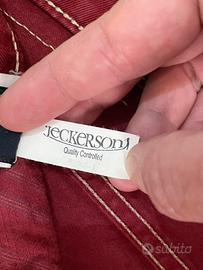 JECKERSON
Quality Controlled
subito